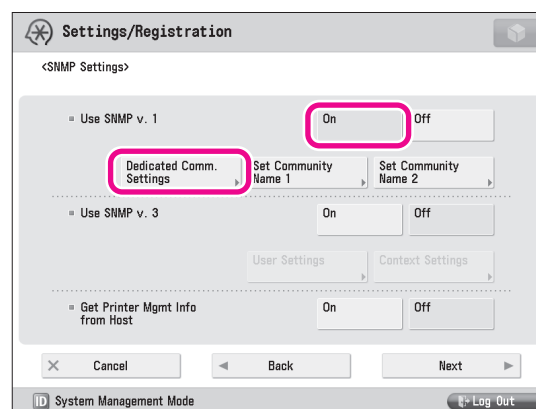 Settings/Registration
<SNMP Settings>
Use SNMP v. 1
On
Off
Dedicated Comm.
Settings
Set Community
Name 1
Set Community
Name 2
Use SNMP v. 3
On
Off
User Settings
Context Settings
Get Printer Mgmt Info
from Host
On
Off
Cancel
Back
Next
ID System Management Mode
Log Out